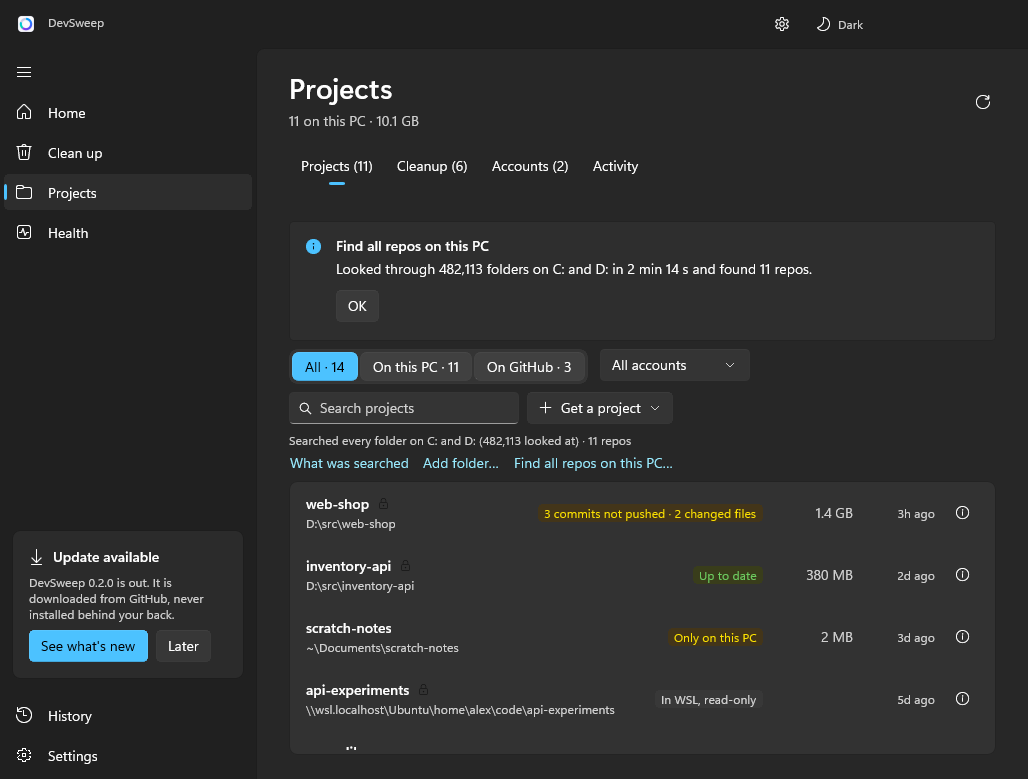 DevSweep
Dark
Home
Clean up
Projects
Health
Update available
DevSweep 0.2.0 is out. It is
downloaded from GitHub, never
installed behind your back.
See what's new
Later
History
Settings
Projects
11 on this PC · 10.1 GB
Projects (11)
Cleanup (6)
Accounts (2)
Activity
Find all repos on this PC
Looked through 482,113 folders on C: and D: in 2 min 14 s and found 11 repos.
OK
All · 14
On this PC · 11
On GitHub · 3
All accounts
Search projects
Get a project
Searched every folder on C: and D: (482,113 looked at) · 11 repos
What was searched
Add folder...
Find all repos on this PC...
web-shop
D:\src\web-shop
3 commits not pushed · 2 changed files
1.4 GB
3h ago
inventory-api
D:\src\inventory-api
Up to date
380 MB
2d ago
scratch-notes
~\Documents\scratch-notes
Only on this PC
2 MB
3d ago
api-experiments
\\wsl.localhost\Ubuntu\home\alex\code\api-experiments
In WSL, read-only
5d ago